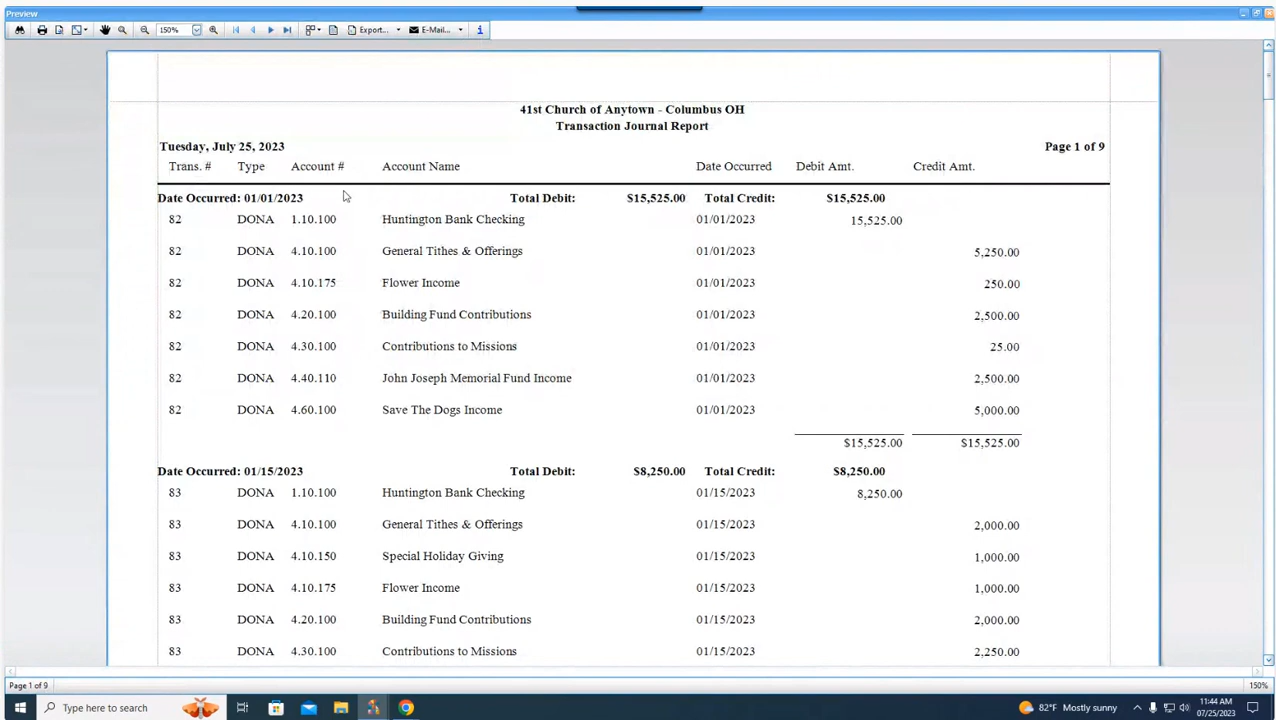 Preview
150% Export... E-Mail...
41st Church of Anytown - Columbus OH
Transaction Journal Report
Tuesday, July 25, 2023 Page 1 of 9
Trans. # Type Account # Account Name Date Occurred Debit Amt. Credit Amt.
Date Occurred: 01/01/2023 Total Debit: $15,525.00 Total Credit: $15,525.00
82 DONA 1.10.100 Huntington Bank Checking 01/01/2023 15,525.00
82 DONA 4.10.100 General Tithes & Offerings 01/01/2023 5,250.00
82 DONA 4.10.175 Flower Income 01/01/2023 250.00
82 DONA 4.20.100 Building Fund Contributions 01/01/2023 2,500.00
82 DONA 4.30.100 Contributions to Missions 01/01/2023 25.00
82 DONA 4.40.110 John Joseph Memorial Fund Income 01/01/2023 2,500.00
82 DONA 4.60.100 Save The Dogs Income 01/01/2023 5,000.00
$15,525.00 $15,525.00
Date Occurred: 01/15/2023 Total Debit: $8,250.00 Total Credit: $8,250.00
83 DONA 1.10.100 Huntington Bank Checking 01/15/2023 8,250.00
83 DONA 4.10.100 General Tithes & Offerings 01/15/2023 2,000.00
83 DONA 4.10.150 Special Holiday Giving 01/15/2023 1,000.00
83 DONA 4.10.175 Flower Income 01/15/2023 1,000.00
83 DONA 4.20.100 Building Fund Contributions 01/15/2023 2,000.00
83 DONA 4.30.100 Contributions to Missions 01/15/2023 2,250.00
Page 1 of 9 150%
Type here to search 82°F Mostly sunny 11:44 AM
07/25/2023